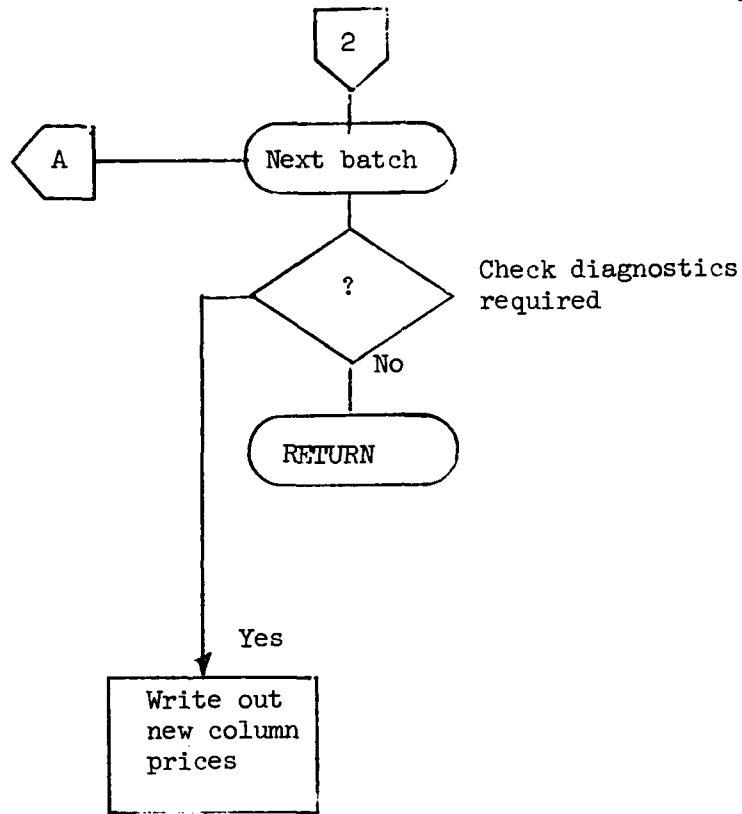 2
A
Next batch
?
Check diagnostics
required
No
RETURN
Yes
Write out
new column
prices